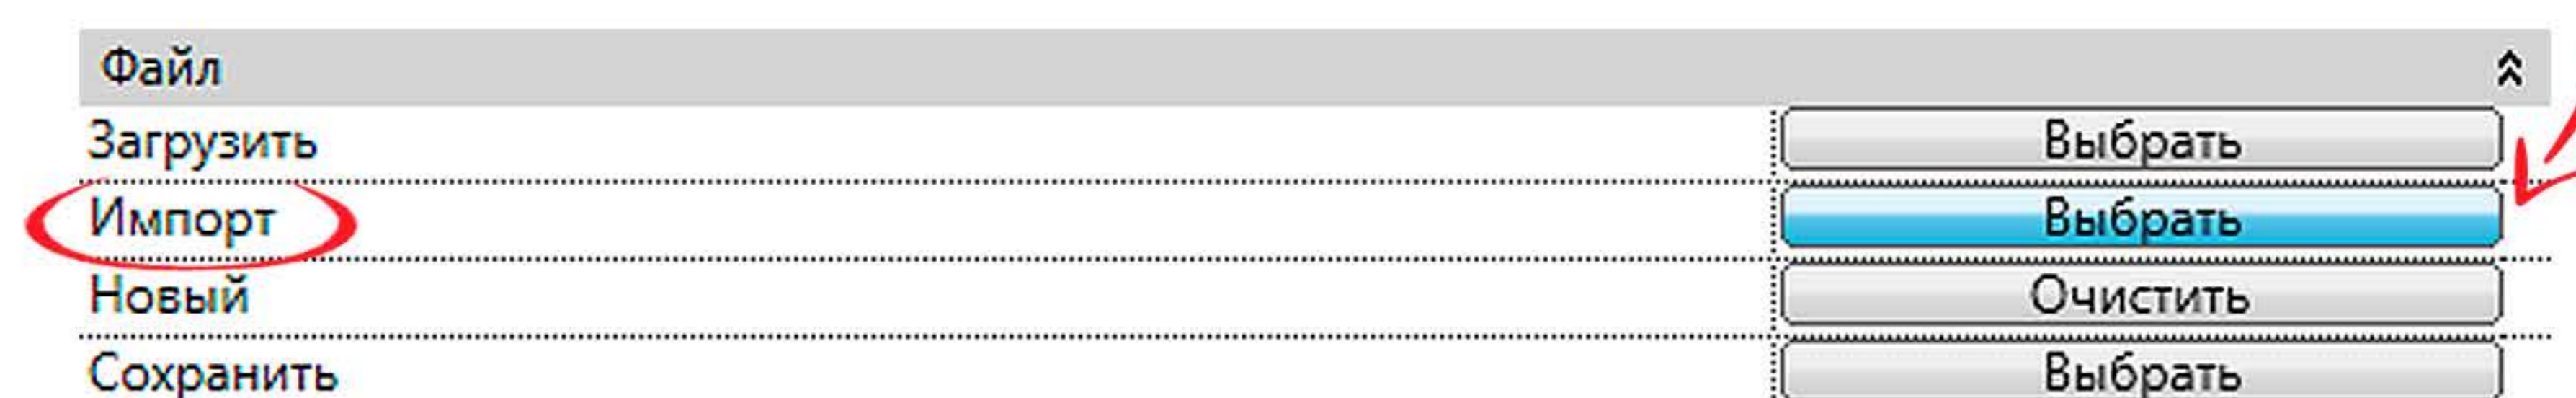 Файл
Загрузить Выбрать
Импорт Выбрать
Новый Очистить
Сохранить Выбрать